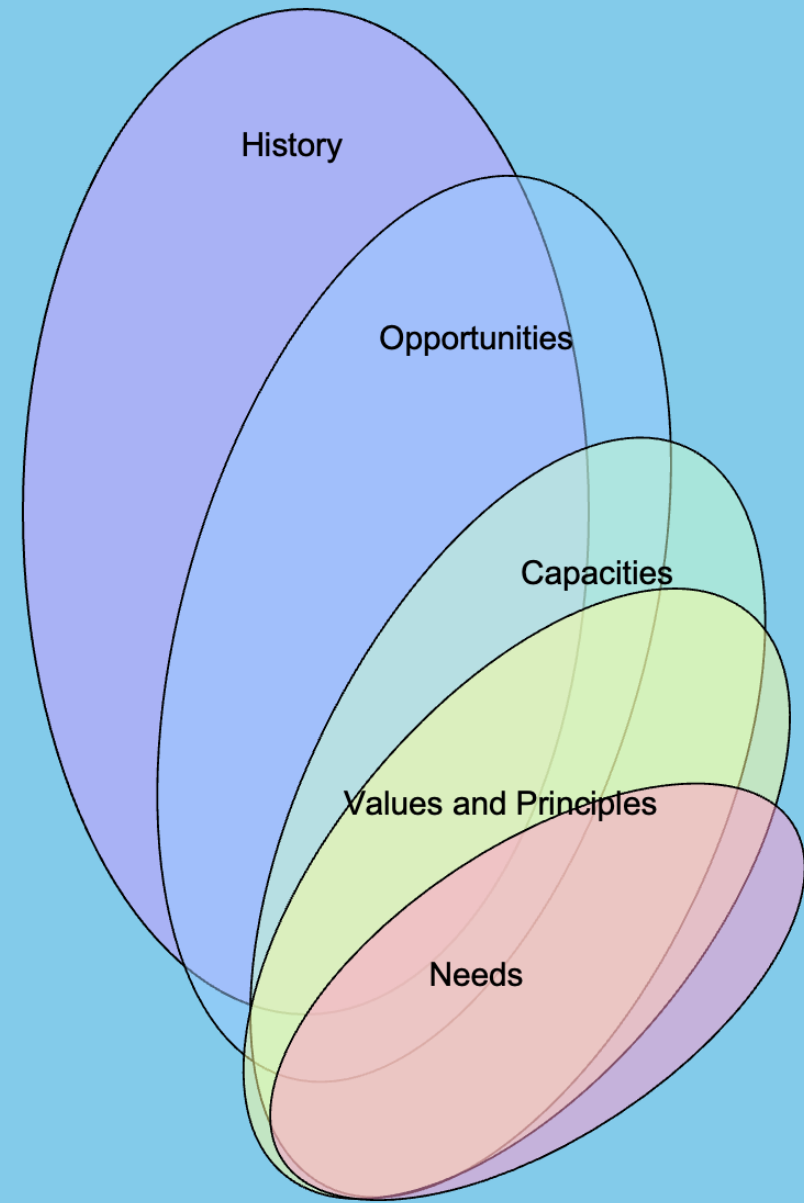 History
Opportunities
Capacities
Values and Principles
Needs